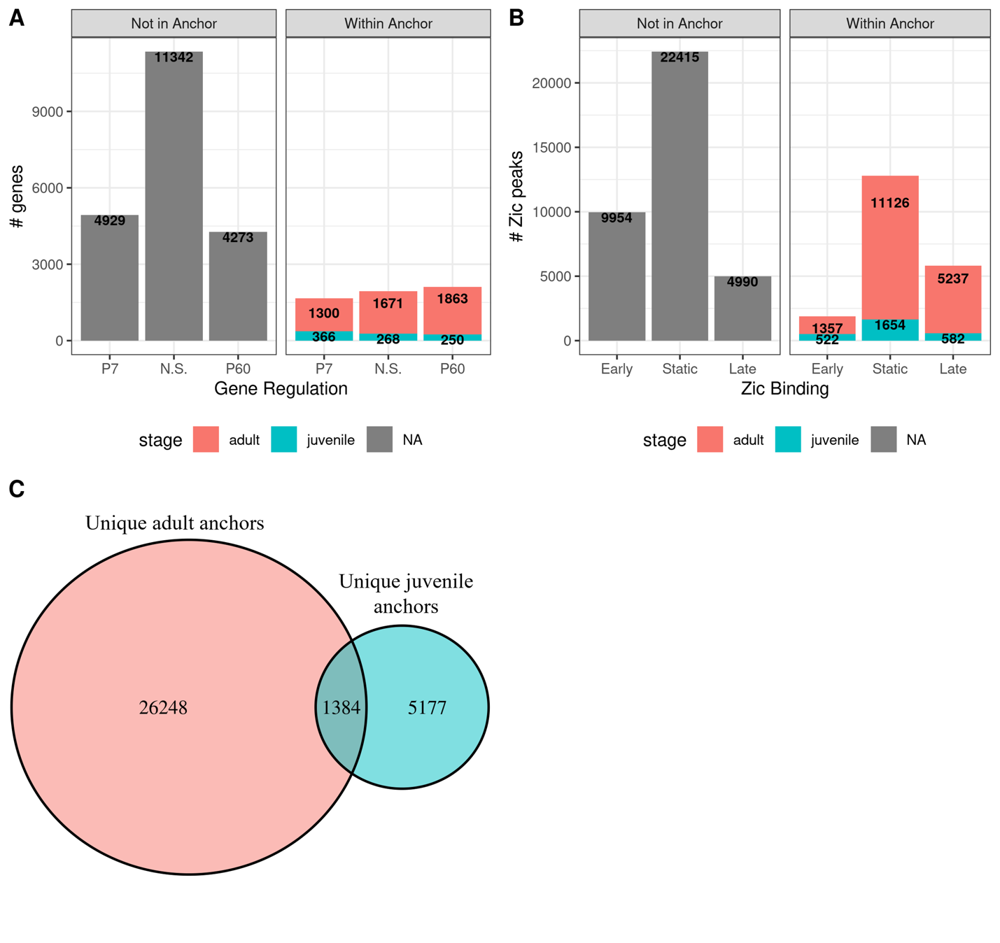 A
Not in Anchor
Within Anchor
# genes
9000
6000
3000
0
4929
11342
4273
1300
366
1671
268
1863
250
P7
N.S.
P60
P7
N.S.
P60
Gene Regulation
stage
adult
juvenile
NA
B
Not in Anchor
Within Anchor
# Zic peaks
20000
15000
10000
5000
0
9954
22415
4990
1357
522
11126
1654
5237
582
Early
Static
Late
Early
Static
Late
Zic Binding
stage
adult
juvenile
NA
C
Unique adult anchors
Unique juvenile
anchors
26248
1384
5177